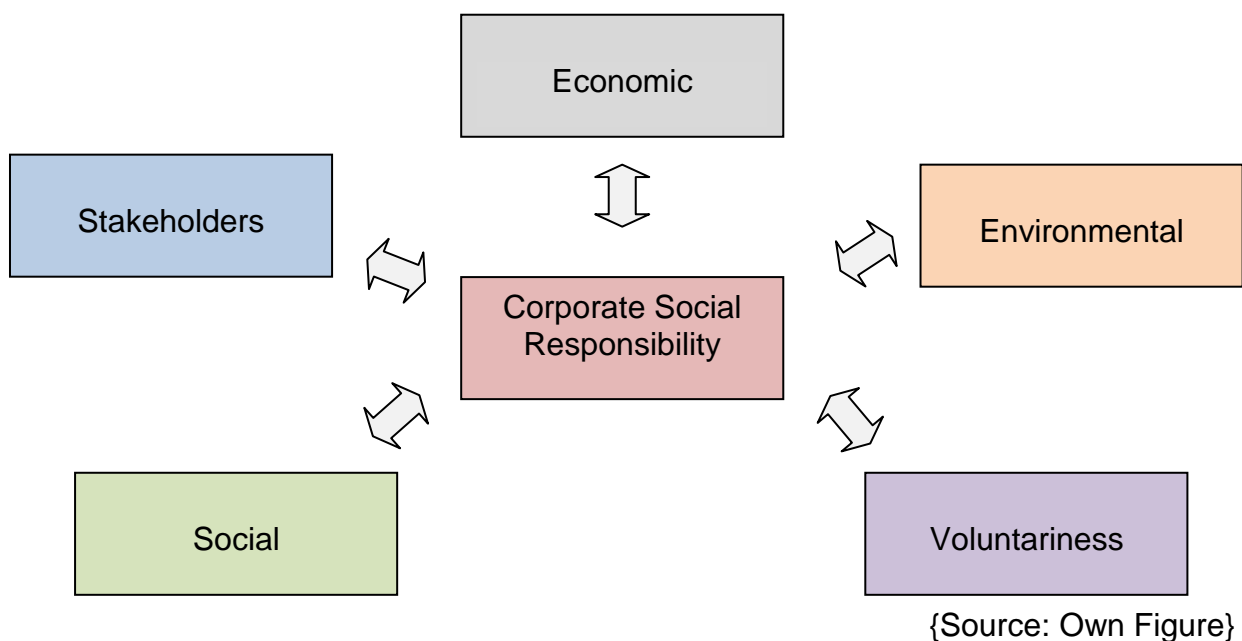 Economic
Stakeholders
Environmental
Corporate Social
Responsibility
Social
Voluntariness
{Source: Own Figure}